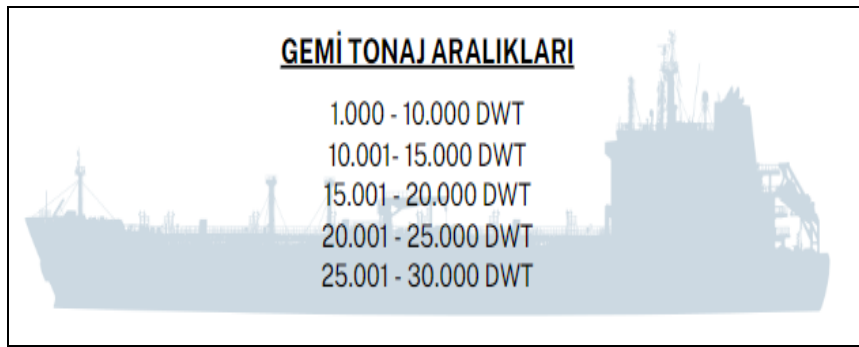 GEMİ TONAJ ARALIKLARI
1.000 - 10.000 DWT
10.001- 15.000 DWT
15.001 - 20.000 DWT
20.001 - 25.000 DWT
25.001 - 30.000 DWT